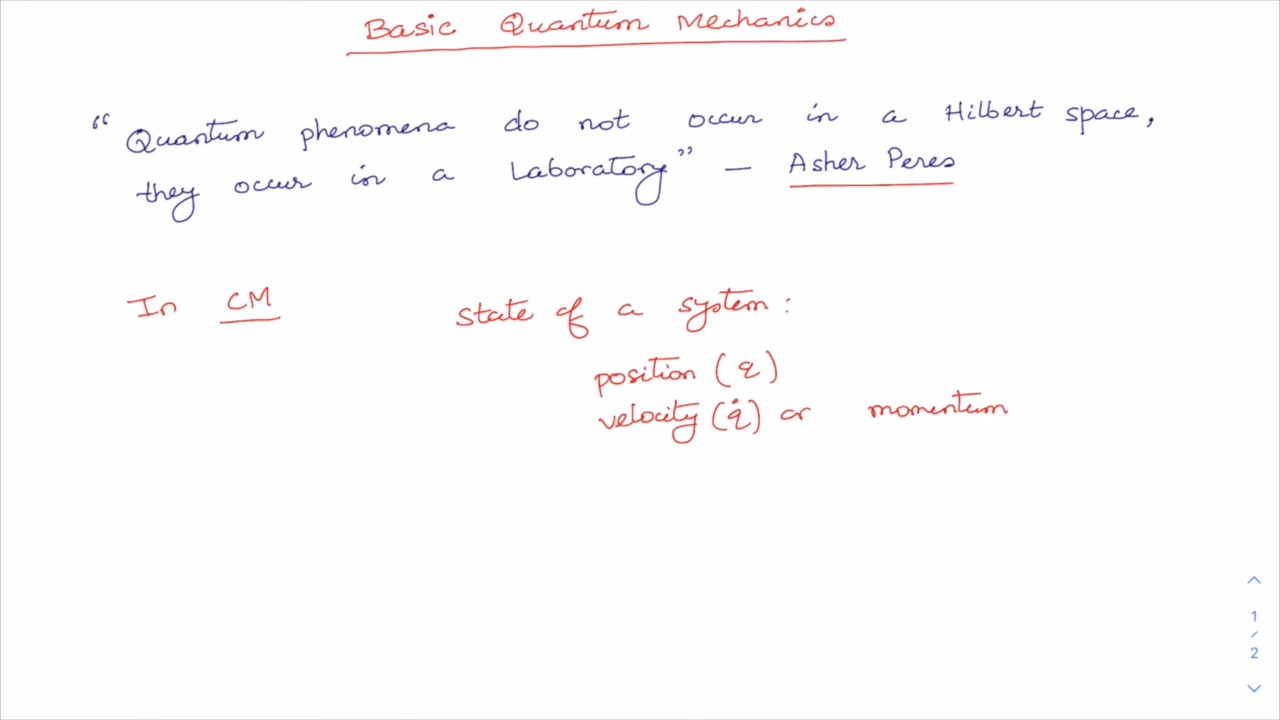 Basic Quantum Mechanics
“Quantum phenomena do not occur in a Hilbert space,
they occur in a Laboratory” — Asher Peres
In CM state of a system:
position (q)
velocity (q̇) or momentum
1
/
2